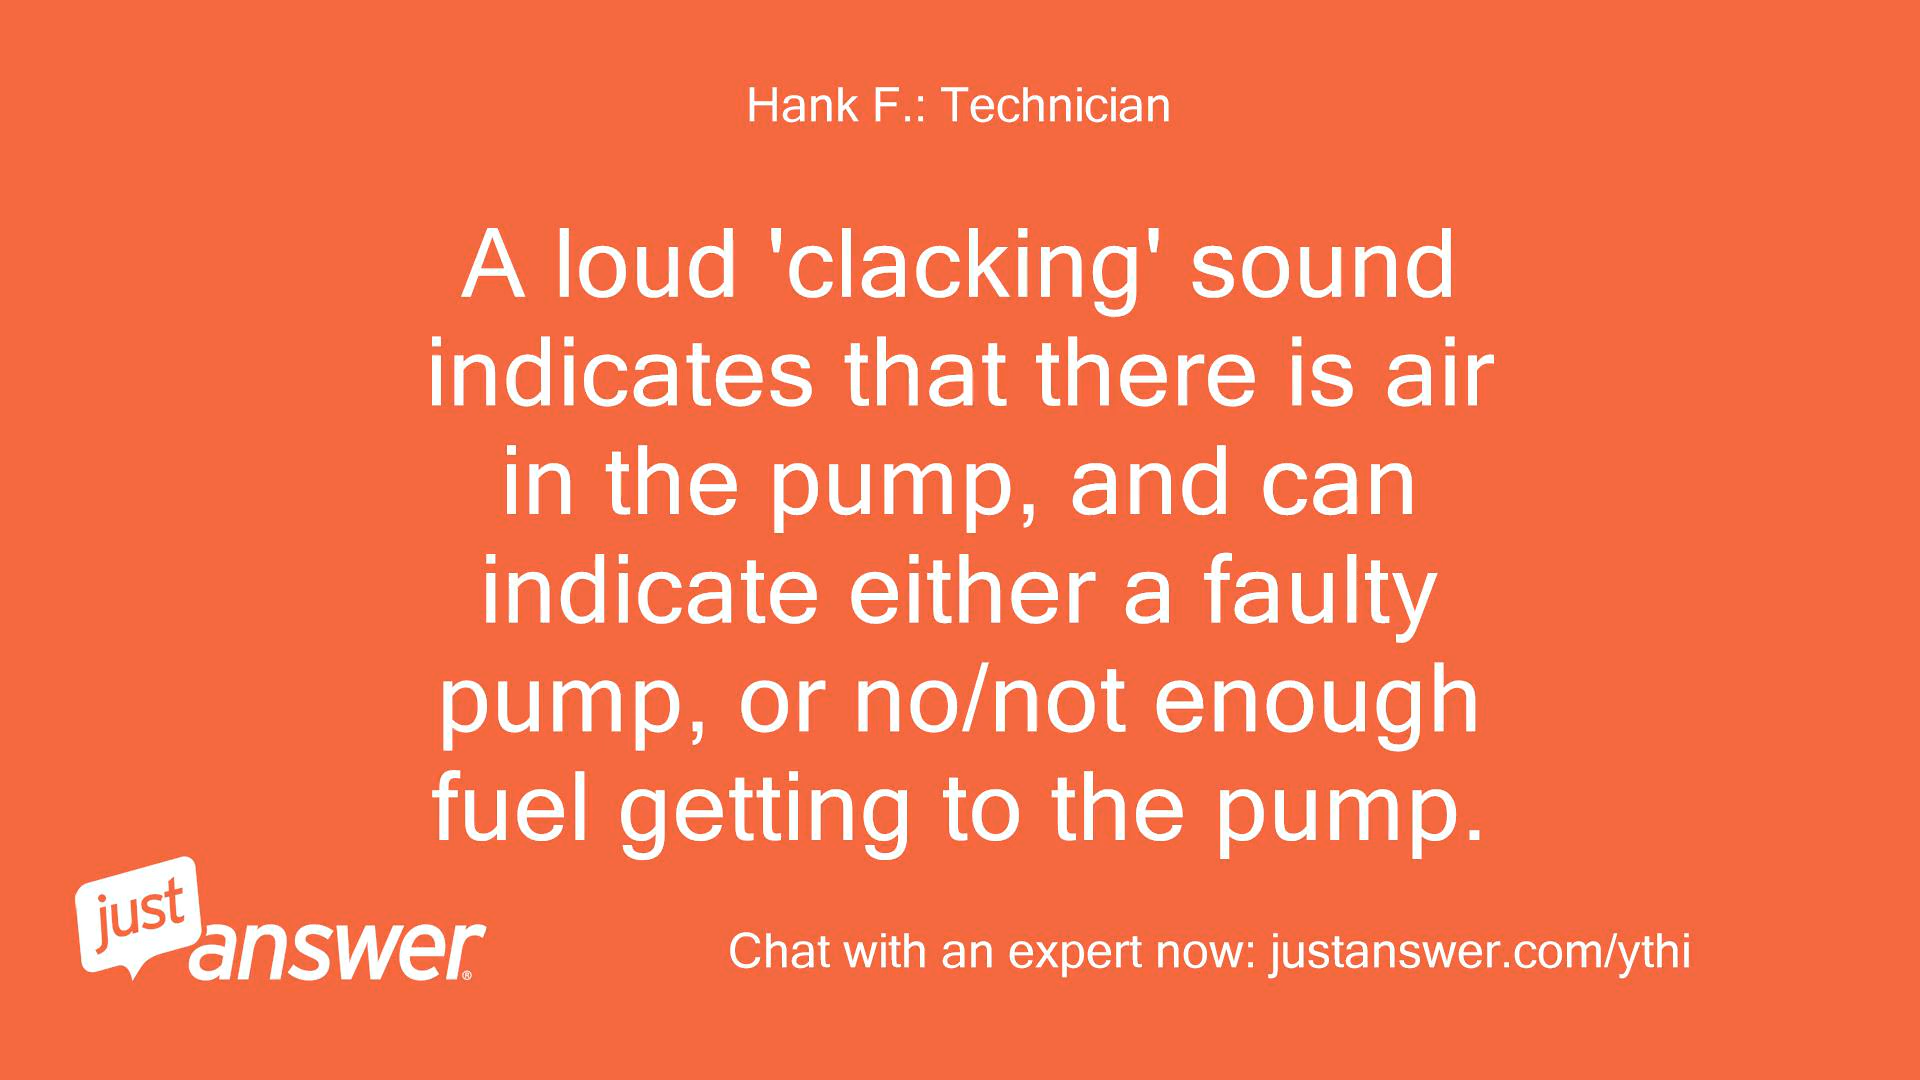 Hank F.: Technician
A loud 'clacking' sound
indicates that there is air
in the pump, and can
indicate either a faulty
pump, or no/not enough
fuel getting to the pump.
just
answer®
Chat with an expert now: justanswer.com/ythi